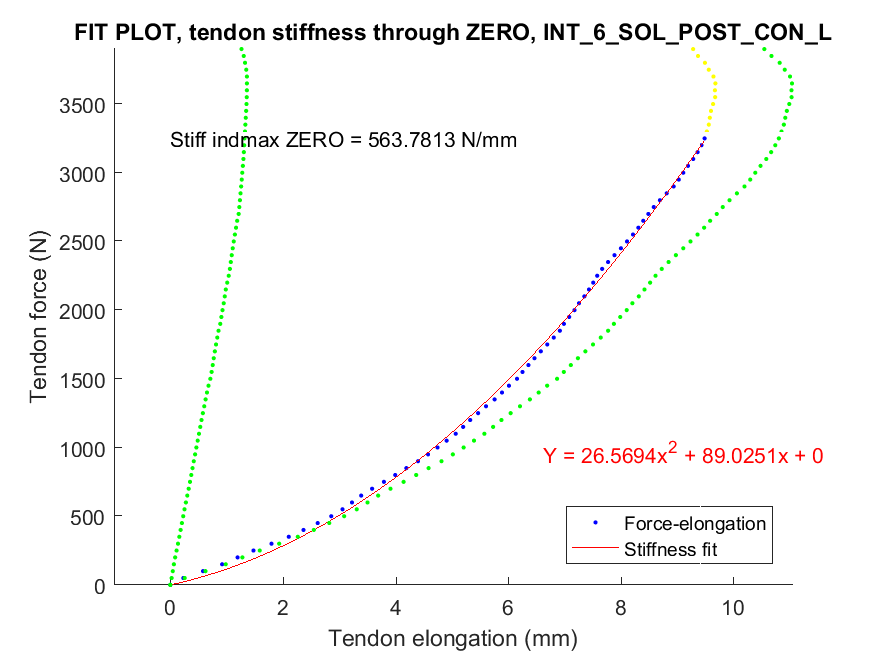 FIT PLOT, tendon stiffness through ZERO, INT_6_SOL_POST_CON_L
3500
Stiff indmax ZERO = 563.7813 N/mm
3000
2500
Tendon force (N)
2000
1500
1000
Y = 26.5694x² + 89.0251x + 0
500
Force-elongation
Stiffness fit
0
0 2 4 6 8 10
Tendon elongation (mm)